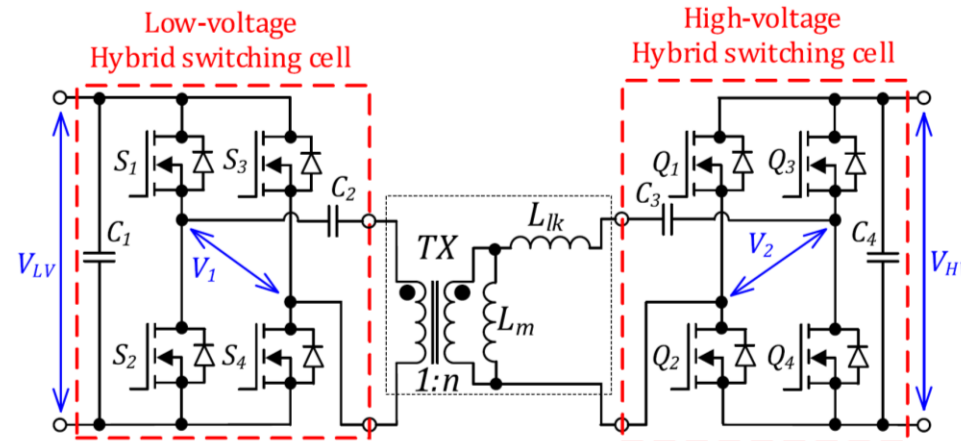 Low-voltage
Hybrid switching cell
High-voltage
Hybrid switching cell
S1
S3
Q1
Q3
C2
C3
Llk
C1
TX
C4
VLV
V1
V2
VH
Lm
S2
S4
1:n
Q2
Q4